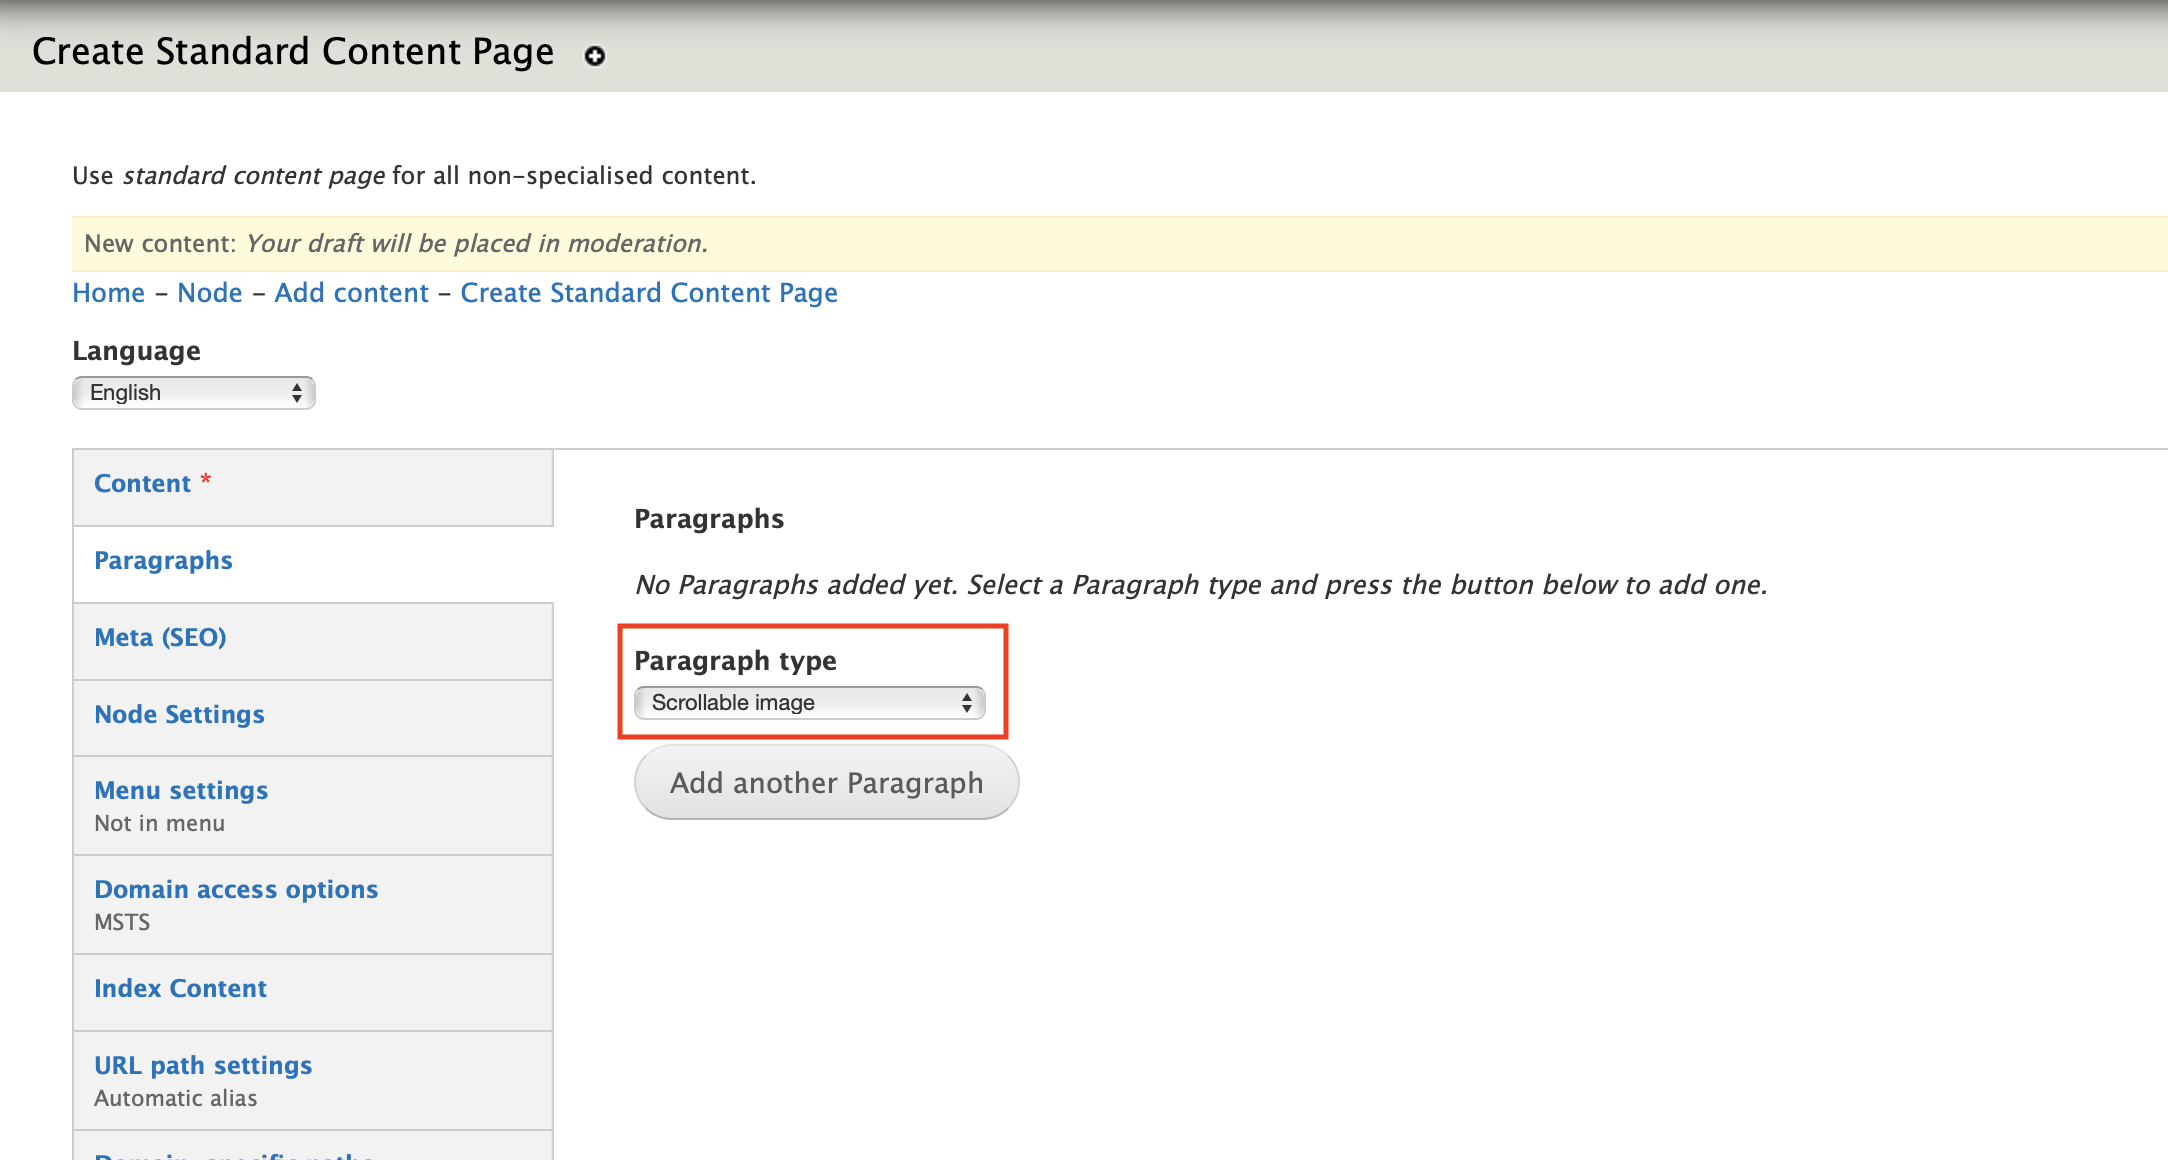 Create Standard Content Page
Use standard content page for all non-specialised content.
New content: Your draft will be placed in moderation.
Home – Node – Add content – Create Standard Content Page
Language
English
Content *
Paragraphs
Meta (SEO)
Node Settings
Menu settings
Not in menu
Domain access options
MSTS
Index Content
URL path settings
Automatic alias
Paragraphs
No Paragraphs added yet. Select a Paragraph type and press the button below to add one.
Paragraph type
Scrollable image
Add another Paragraph